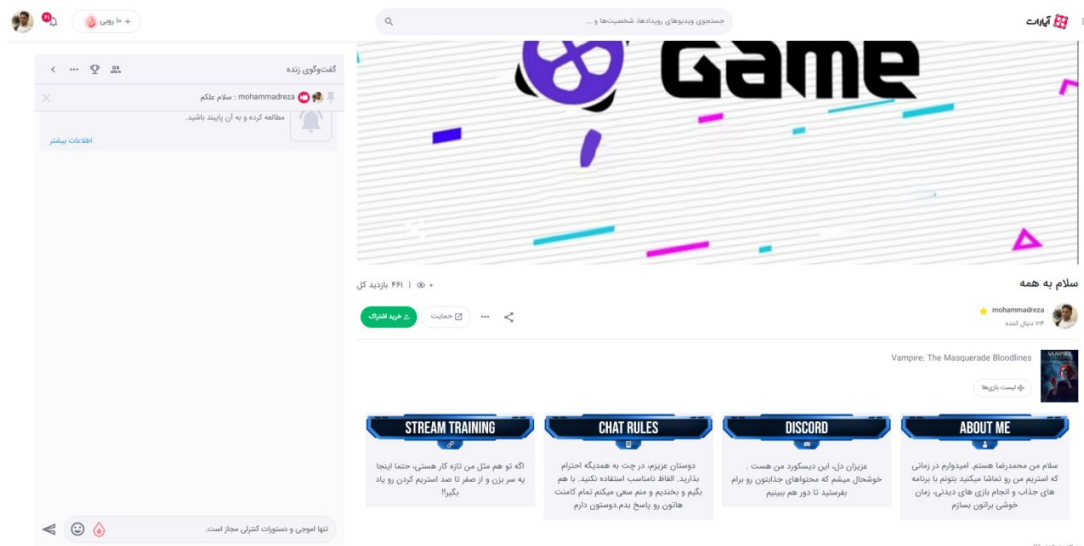 آپارات
جستجوی ویدیوهای رویدادها، شخصیت‌ها و ...
+ ۱۰ روبی
Game
سلام به همه
۰ | ۴۶۱ بازدید کل
mohammadreza
۷۱۴ دنبال کننده
حمایت
خرید اشتراک
Vampire: The Masquerade Bloodlines
لیست بازی‌ها
VAMPIRE
ABOUT ME
سلام من محمدرضا هستم. امیدوارم در زمانی
که استریم من رو تماشا میکنید بتونم با برنامه
های جذاب و انجام بازی های دیدنی، زمان
خوشی براتون بسازم
DISCORD
عزیزان دل، این دیسکورد من هست .
خوشحال میشم که محتواهای جذابتون رو برام
بفرستید تا دور هم ببینیم
CHAT RULES
دوستان عزیزم، در چت به همدیگه احترام
بذارید. الفاظ نامناسب استفاده نکنید. با هم
بگیم و بخندیم و منم سعی میکنم تمام کامنت
هاتون رو پاسخ بدم.دوستون دارم
STREAM TRAINING
اگه تو هم مثل من تازه کار هستی، حتما اینجا
یه سر بزن و از صفر تا صد استریم کردن رو یاد
بگیر!!
گفت‌وگوی زنده
mohammadreza : سلام علکم
مطالعه کرده و به آن پایبند باشید.
اطلاعات بیشتر
تنها اموجی و دستورات کنترلی مجاز است.